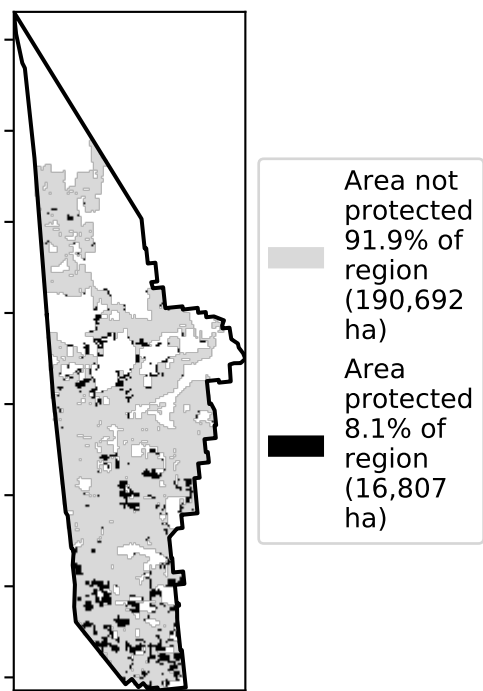 Area not
protected
91.9% of
region
(190,692
ha)
Area
protected
8.1% of
region
(16,807
ha)